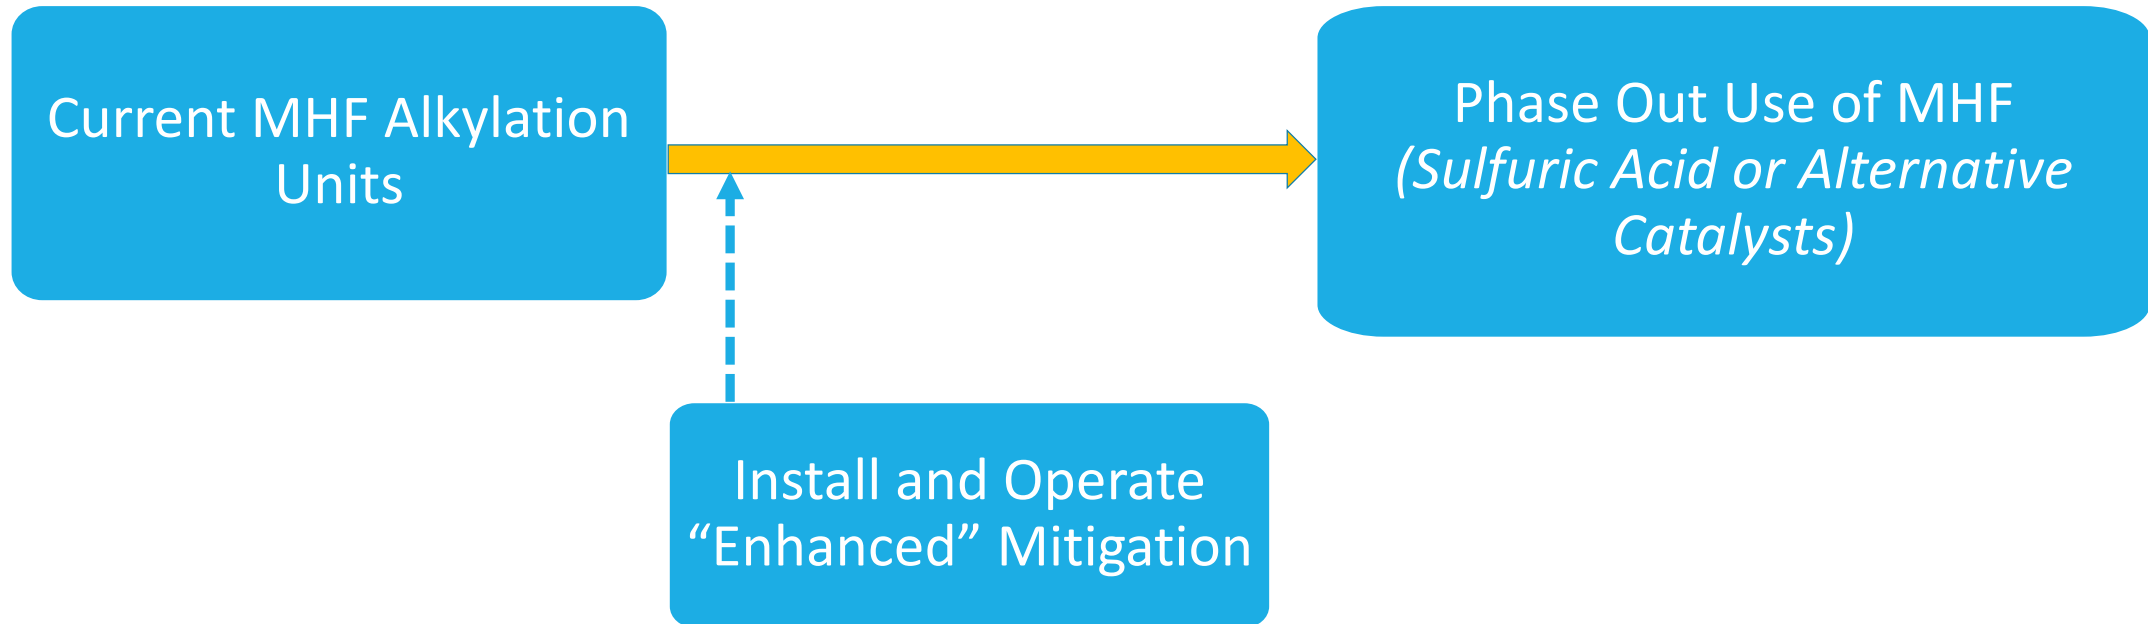 Current MHF Alkylation
Units
Phase Out Use of MHF
(Sulfuric Acid or Alternative
Catalysts)
Install and Operate
“Enhanced” Mitigation